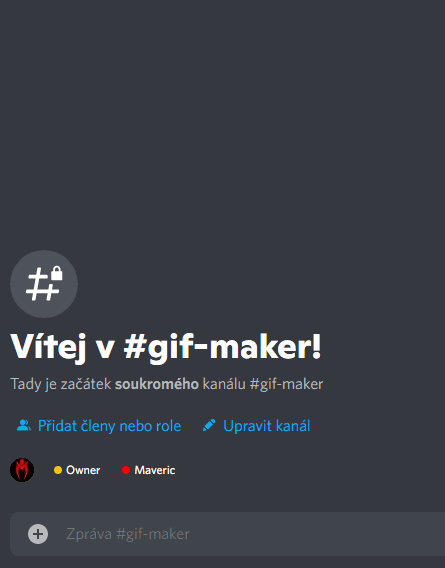 Vítej v #gif-maker!
Tady je začátek soukromého kanálu #gif-maker
Přidat členy nebo role Upravit kanál
Owner Maveric
Zpráva #gif-maker